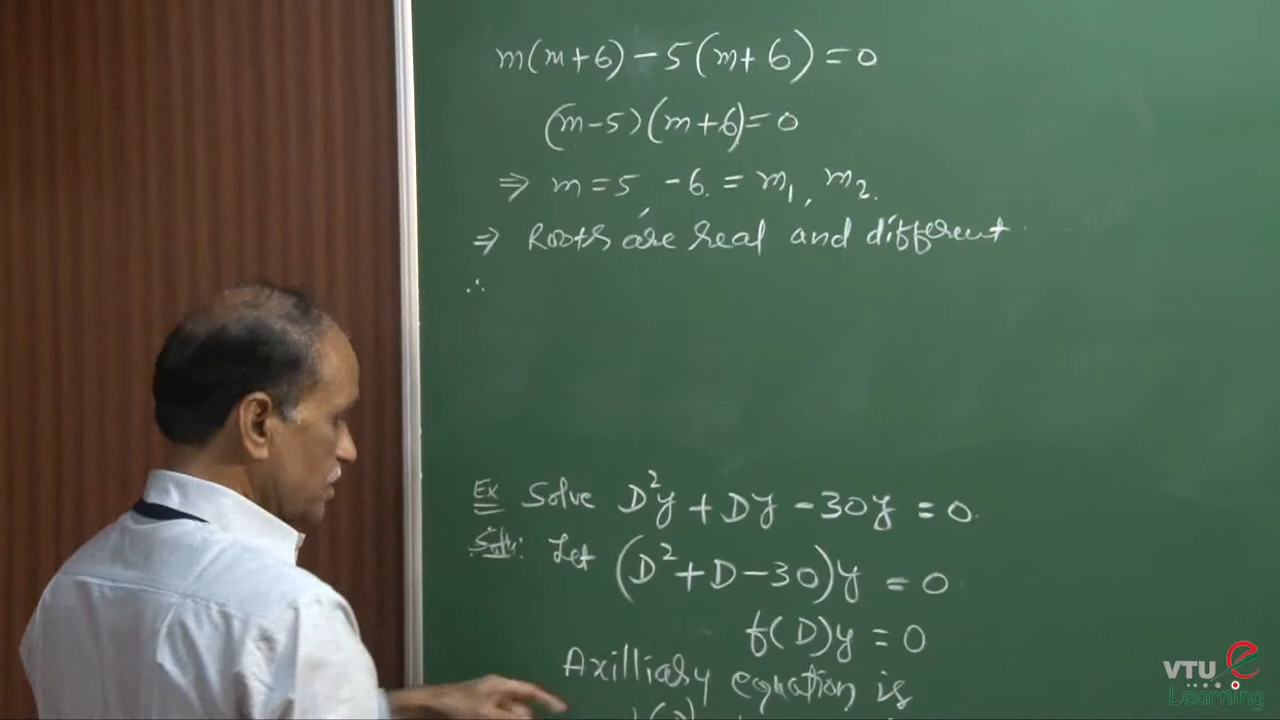 m(m+6)-5(m+6)=0
(m-5)(m+6)=0
⇒ m=5, -6. = m₁, m₂.
⇒ Roots are real and different.
∴
Ex Solve D²y + Dy - 30y = 0.
Soln: Let (D²+D-30)y = 0.
f(D)y = 0
Axilliary equation is
VTU e
Learning